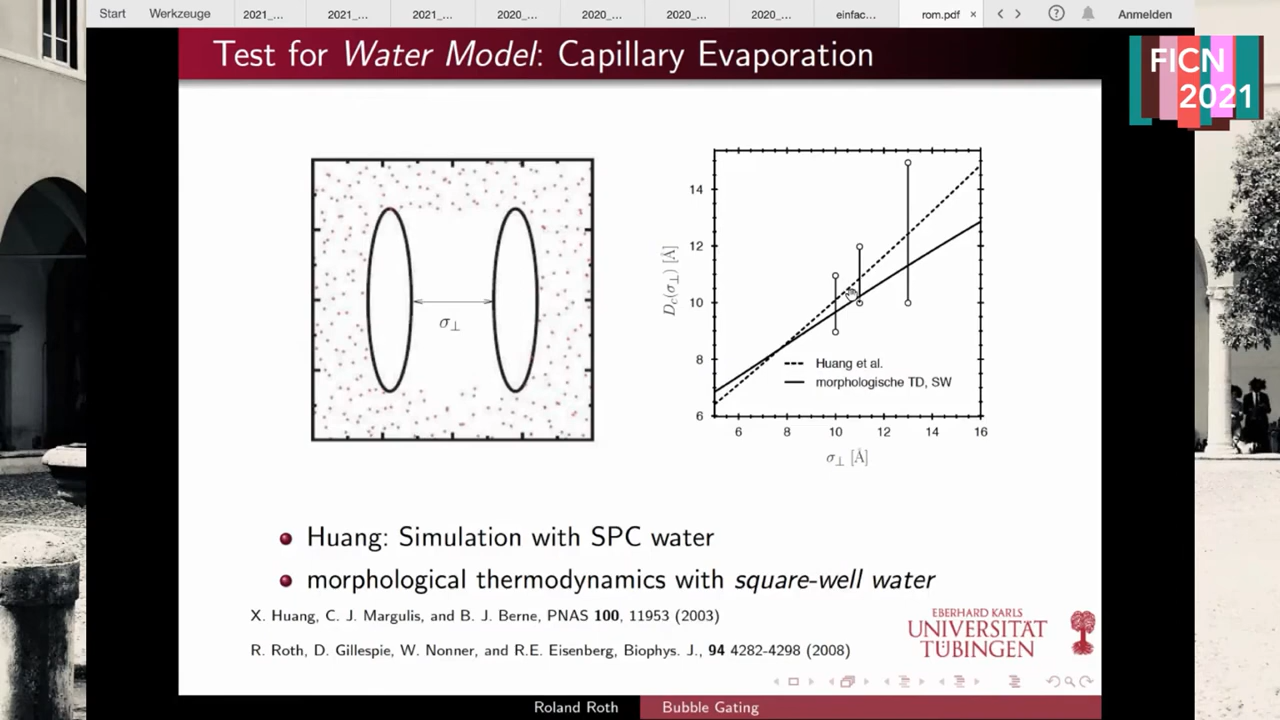 Start Werkzeuge 2021_... 2021_... 2021_... 2020_... 2020_... 2020_... 2020_... einfac... rom.pdf × ? Anmelden
FICN
2021
Test for Water Model: Capillary Evaporation
σ⊥
Dc(σ⊥) [Å]
14
12
10
8
6
Huang et al.
morphologische TD, SW
6 8 10 12 14 16
σ⊥ [Å]
Huang: Simulation with SPC water
morphological thermodynamics with square-well water
X. Huang, C. J. Margulis, and B. J. Berne, PNAS 100, 11953 (2003)
R. Roth, D. Gillespie, W. Nonner, and R.E. Eisenberg, Biophys. J., 94 4282-4298 (2008)
EBERHARD KARLS
UNIVERSITÄT
TÜBINGEN
Roland Roth Bubble Gating